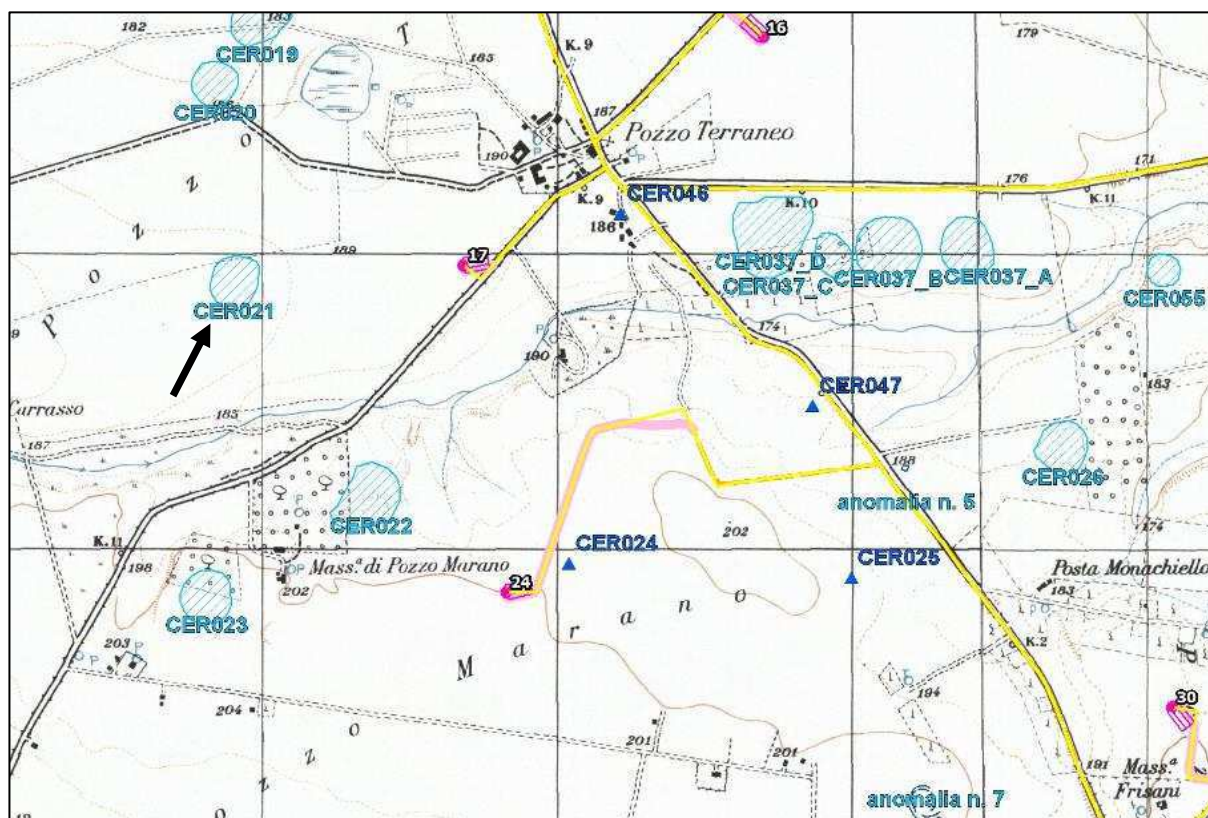 16
182
183
179
T
CER019
185
K. 9
P
CER020
187
Pozzo Terraneo
171
190
P
P
176
K. 9
K. 10
K. 11
CER046
o
z
186
z
189
17
CER037_D
o
CER021
CER037_C
CER037_B
CER037_A
CER055
P
9
174
P
190
183
CER047
Carrasso
185
187
188
CER026
P
CER022
anomalia n. 5
174
202
K. 11
198
CER024
CER025
Mass.a di Pozzo Marano
P
Posta Monachiello
202
24
183
CER023
P
M a r a n o
K. 2
203
P
P
P
194
204
30
o
201
201
z
191
Mass.a
z
Frisani
o
anomalia n. 7